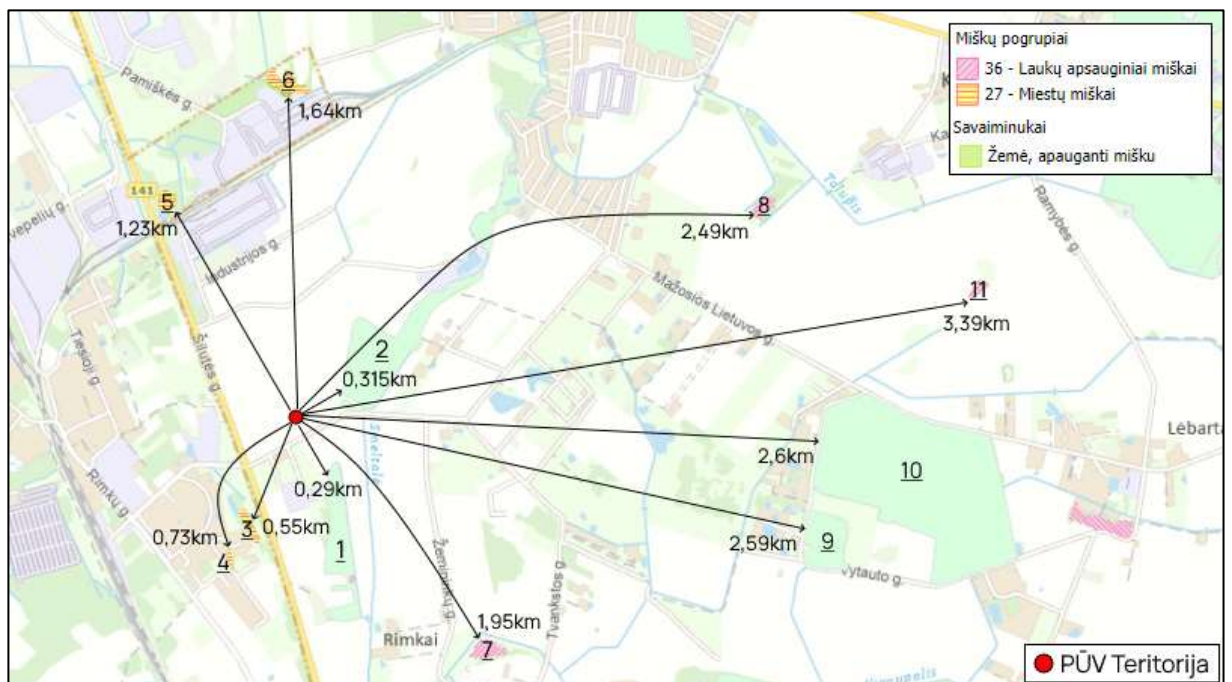 Miškų pogrupiai
36 - Laukų apsauginiai miškai
27 - Miestų miškai
Savaiminukai
Žemė, apauganti mišku
Pamiškės g.
6
1,64km
141
5
1,23km
Industrijos g.
8
2,49km
Ramybės g.
11
3,39km
Mažosios Lietuvos g.
Tiesioji g.
Šilutės g.
2
0,315km
Lėbarta
2,6km
10
Rimkų g.
0,29km
0,73km
3
0,55km
4
1
2,59km
9
Vytauto g.
Žemininkų g.
Tvankstos g.
1,95km
7
Rimkai
PŪV Teritorija